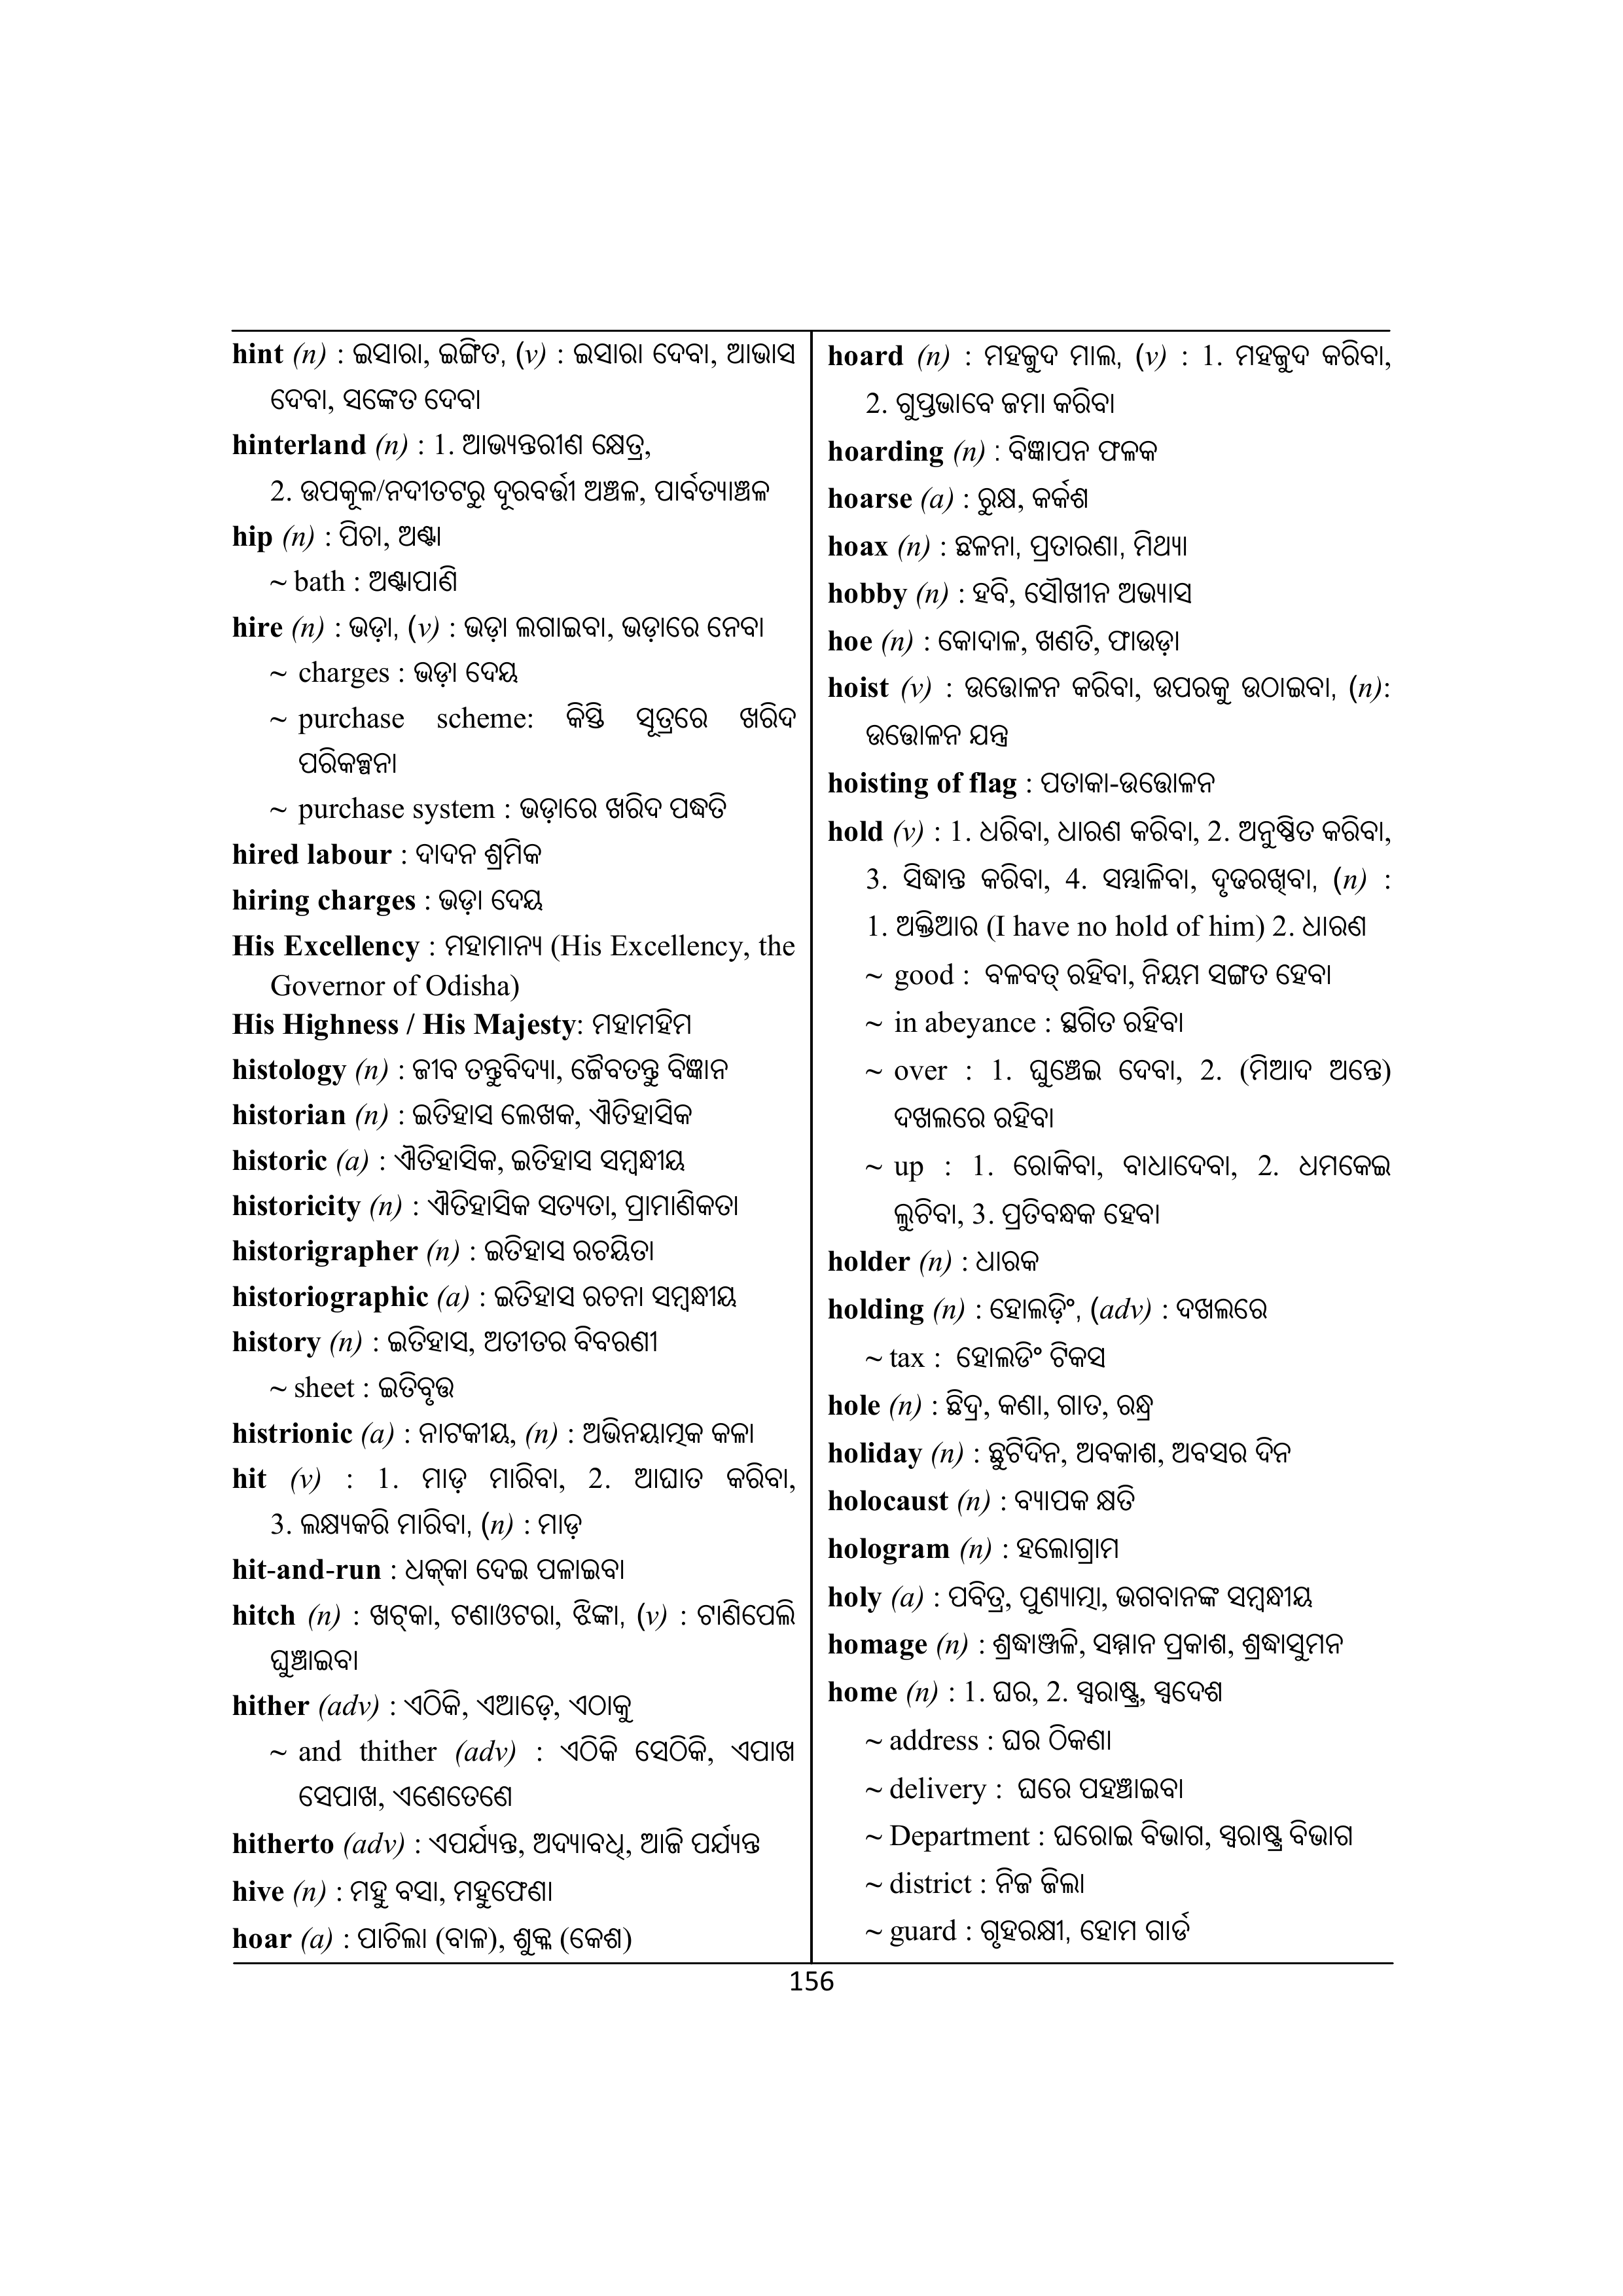 hint (n) : ଇସାରା, ଇଙ୍ଗିତ, (v) : ଇସାରା ଦେବା, ଆଭାସ
ଦେବା, ସଙ୍କେତ ଦେବା
hinterland (n) : 1. ଆଭ୍ୟନ୍ତରୀଣ କ୍ଷେତ୍ର,
2. ଉପକୂଳ/ନଦୀତଟରୁ ଦୂରବର୍ତ୍ତୀ ଅଞ୍ଚଳ, ପାର୍ବତ୍ୟାଞ୍ଚଳ
hip (n) : ପିଚା, ଅଣ୍ଟା
~ bath : ଅଣ୍ଟାପାଣି
hire (n) : ଭଡ଼ା, (v) : ଭଡ଼ା ଲଗାଇବା, ଭଡ଼ାରେ ନେବା
~ charges : ଭଡ଼ା ଦେୟ
~ purchase scheme: କିସ୍ତି ସୂତ୍ରରେ ଖରିଦ
ପରିକଳ୍ପନା
~ purchase system : ଭଡ଼ାରେ ଖରିଦ ପଦ୍ଧତି
hired labour : ଦାଦନ ଶ୍ରମିକ
hiring charges : ଭଡ଼ା ଦେୟ
His Excellency : ମହାମାନ୍ୟ (His Excellency, the
Governor of Odisha)
His Highness / His Majesty: ମହାମହିମ
histology (n) : ଜୀବ ତନ୍ତୁବିଦ୍ୟା, ଜୈବତନ୍ତୁ ବିଜ୍ଞାନ
historian (n) : ଇତିହାସ ଲେଖକ, ଐତିହାସିକ
historic (a) : ଐତିହାସିକ, ଇତିହାସ ସମ୍ବନ୍ଧୀୟ
historicity (n) : ଐତିହାସିକ ସତ୍ୟତା, ପ୍ରାମାଣିକତା
historigrapher (n) : ଇତିହାସ ରଚୟିତା
historiographic (a) : ଇତିହାସ ରଚନା ସମ୍ବନ୍ଧୀୟ
history (n) : ଇତିହାସ, ଅତୀତର ବିବରଣୀ
~ sheet : ଇତିବୃତ୍ତ
histrionic (a) : ନାଟକୀୟ, (n) : ଅଭିନୟାତ୍ମକ କଳା
hit (v) : 1. ମାଡ଼ ମାରିବା, 2. ଆଘାତ କରିବା,
3. ଲକ୍ଷ୍ୟକରି ମାରିବା, (n) : ମାଡ଼
hit-and-run : ଧକ୍‌କା ଦେଇ ପଳାଇବା
hitch (n) : ଖଟ୍‌କା, ଟଣାଓଟରା, ଝିଙ୍କା, (v) : ଟାଣିପେଲି
ଘୁଞ୍ଚାଇବା
hither (adv) : ଏଠିକି, ଏଆଡ଼େ, ଏଠାକୁ
~ and thither (adv) : ଏଠିକି ସେଠିକି, ଏପାଖ
ସେପାଖ, ଏଣେତେଣେ
hitherto (adv) : ଏପର୍ଯ୍ୟନ୍ତ, ଅଦ୍ୟାବଧି, ଆଜି ପର୍ଯ୍ୟନ୍ତ
hive (n) : ମହୁ ବସା, ମହୁଫେଣା
hoar (a) : ପାଚିଲା (ବାଳ), ଶୁକ୍ଳ (କେଶ)
hoard (n) : ମହଜୁଦ ମାଲ, (v) : 1. ମହଜୁଦ କରିବା,
2. ଗୁପ୍ତଭାବେ ଜମା କରିବା
hoarding (n) : ବିଜ୍ଞାପନ ଫଳକ
hoarse (a) : ରୁକ୍ଷ, କର୍କଶ
hoax (n) : ଛଳନା, ପ୍ରତାରଣା, ମିଥ୍ୟା
hobby (n) : ହବି, ସୌଖୀନ ଅଭ୍ୟାସ
hoe (n) : କୋଦାଳ, ଖଣତି, ଫାଉଡ଼ା
hoist (v) : ଉତ୍ତୋଳନ କରିବା, ଉପରକୁ ଉଠାଇବା, (n):
ଉତ୍ତୋଳନ ଯନ୍ତ୍ର
hoisting of flag : ପତାକା-ଉତ୍ତୋଳନ
hold (v) : 1. ଧରିବା, ଧାରଣ କରିବା, 2. ଅନୁଷ୍ଠିତ କରିବା,
3. ସିଦ୍ଧାନ୍ତ କରିବା, 4. ସମ୍ଭାଳିବା, ଦୃଢରଖିବା, (n) :
1. ଅକ୍ତିଆର (I have no hold of him) 2. ଧାରଣ
~ good : ବଳବତ୍ ରହିବା, ନିୟମ ସଙ୍ଗତ ହେବା
~ in abeyance : ସ୍ଥଗିତ ରହିବା
~ over : 1. ଘୁଞ୍ଚେଇ ଦେବା, 2. (ମିଆଦ ଅନ୍ତେ)
ଦଖଲରେ ରହିବା
~ up : 1. ରୋକିବା, ବାଧାଦେବା, 2. ଧମକେଇ
ଲୁଚିବା, 3. ପ୍ରତିବନ୍ଧକ ହେବା
holder (n) : ଧାରକ
holding (n) : ହୋଲଡ଼ିଂ, (adv) : ଦଖଲରେ
~ tax : ହୋଲଡିଂ ଟିକସ
hole (n) : ଛିଦ୍ର, କଣା, ଗାତ, ରନ୍ଧ୍ର
holiday (n) : ଛୁଟିଦିନ, ଅବକାଶ, ଅବସର ଦିନ
holocaust (n) : ବ୍ୟାପକ କ୍ଷତି
hologram (n) : ହଲୋଗ୍ରାମ
holy (a) : ପବିତ୍ର, ପୁଣ୍ୟାତ୍ମା, ଭଗବାନଙ୍କ ସମ୍ବନ୍ଧୀୟ
homage (n) : ଶ୍ରଦ୍ଧାଞ୍ଜଳି, ସମ୍ମାନ ପ୍ରକାଶ, ଶ୍ରଦ୍ଧାସୁମନ
home (n) : 1. ଘର, 2. ସ୍ୱରାଷ୍ଟ୍ର, ସ୍ୱଦେଶ
~ address : ଘର ଠିକଣା
~ delivery : ଘରେ ପହଞ୍ଚାଇବା
~ Department : ଘରୋଇ ବିଭାଗ, ସ୍ୱରାଷ୍ଟ୍ର ବିଭାଗ
~ district : ନିଜ ଜିଲା
~ guard : ଗୃହରକ୍ଷୀ, ହୋମ ଗାର୍ଡ
156